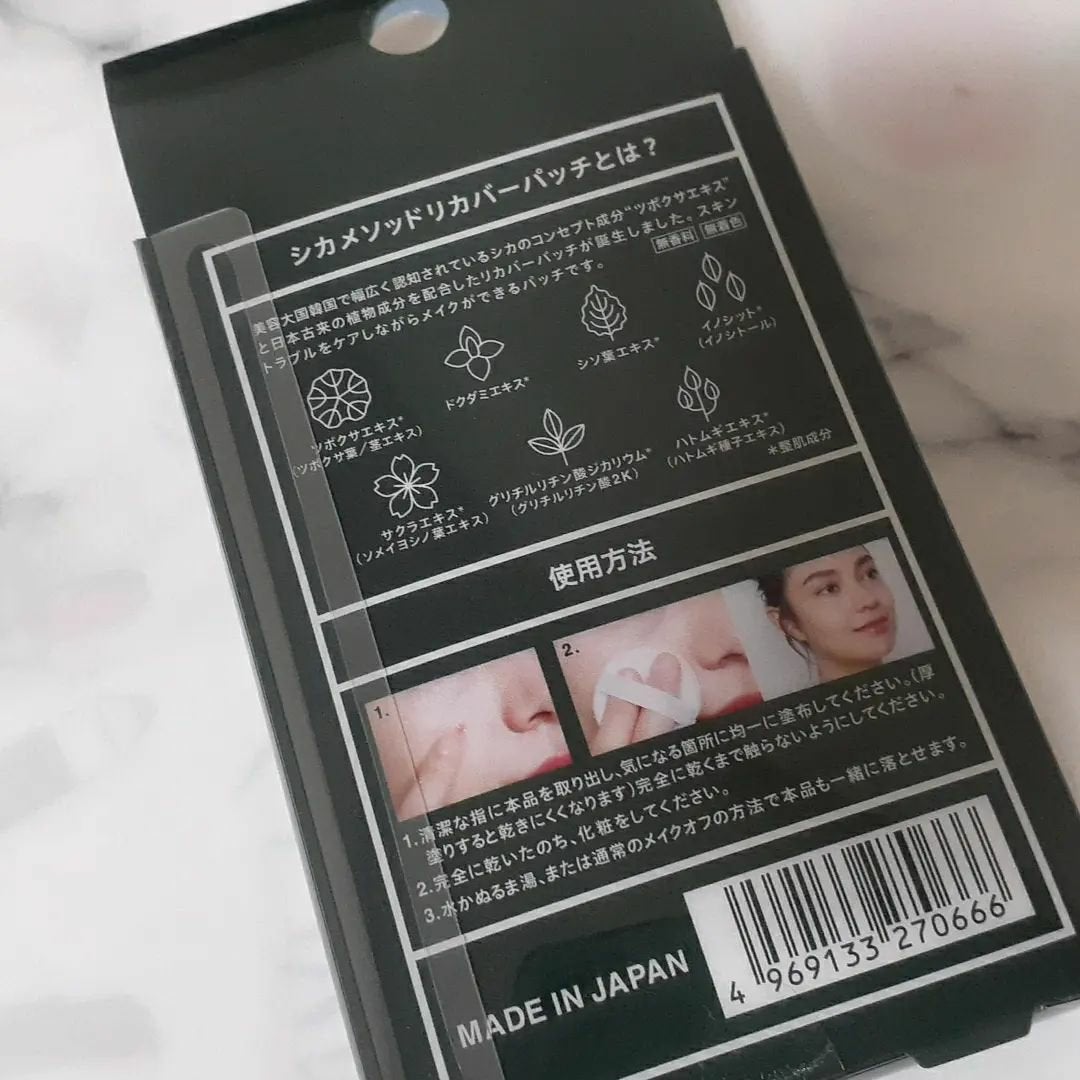 シカメソッドリカバーパッチとは？
美容大国韓国で幅広く認知されているシカのコンセプト成分"ツボクサエキス"
と日本古来の植物成分を配合したリカバーパッチが誕生しました。スキン
トラブルをケアしながらメイクができるパッチです。
無香料 無着色
ツボクサエキス*
(ツボクサ葉/茎エキス)
ドクダミエキス*
シソ葉エキス*
イノシット*
(イノシトール)
サクラエキス*
(ソメイヨシノ葉エキス)
グリチルリチン酸ジカリウム*
(グリチルリチン酸2K)
ハトムギエキス*
(ハトムギ種子エキス)
*整肌成分
使用方法
1.
2.
1.清潔な指に本品を取り出し、気になる箇所に均一に塗布してください。(厚
塗りすると乾きにくくなります)完全に乾くまで触らないようにしてください。
2.完全に乾いたのち、化粧をしてください。
3.水かぬるま湯、または通常のメイクオフの方法で本品も一緒に落とせます。
MADE IN JAPAN
4 969133 270666